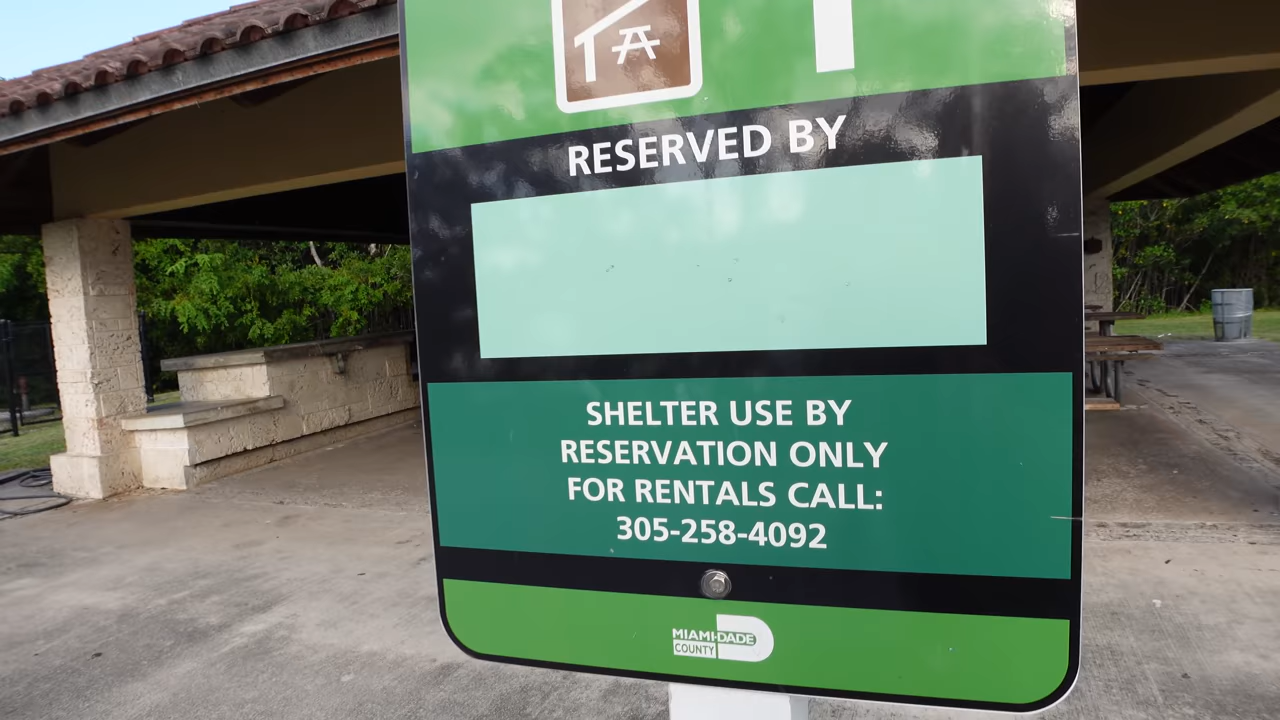 RESERVED BY
SHELTER USE BY
RESERVATION ONLY
FOR RENTALS CALL:
305-258-4092
MIAMI-DADE
COUNTY